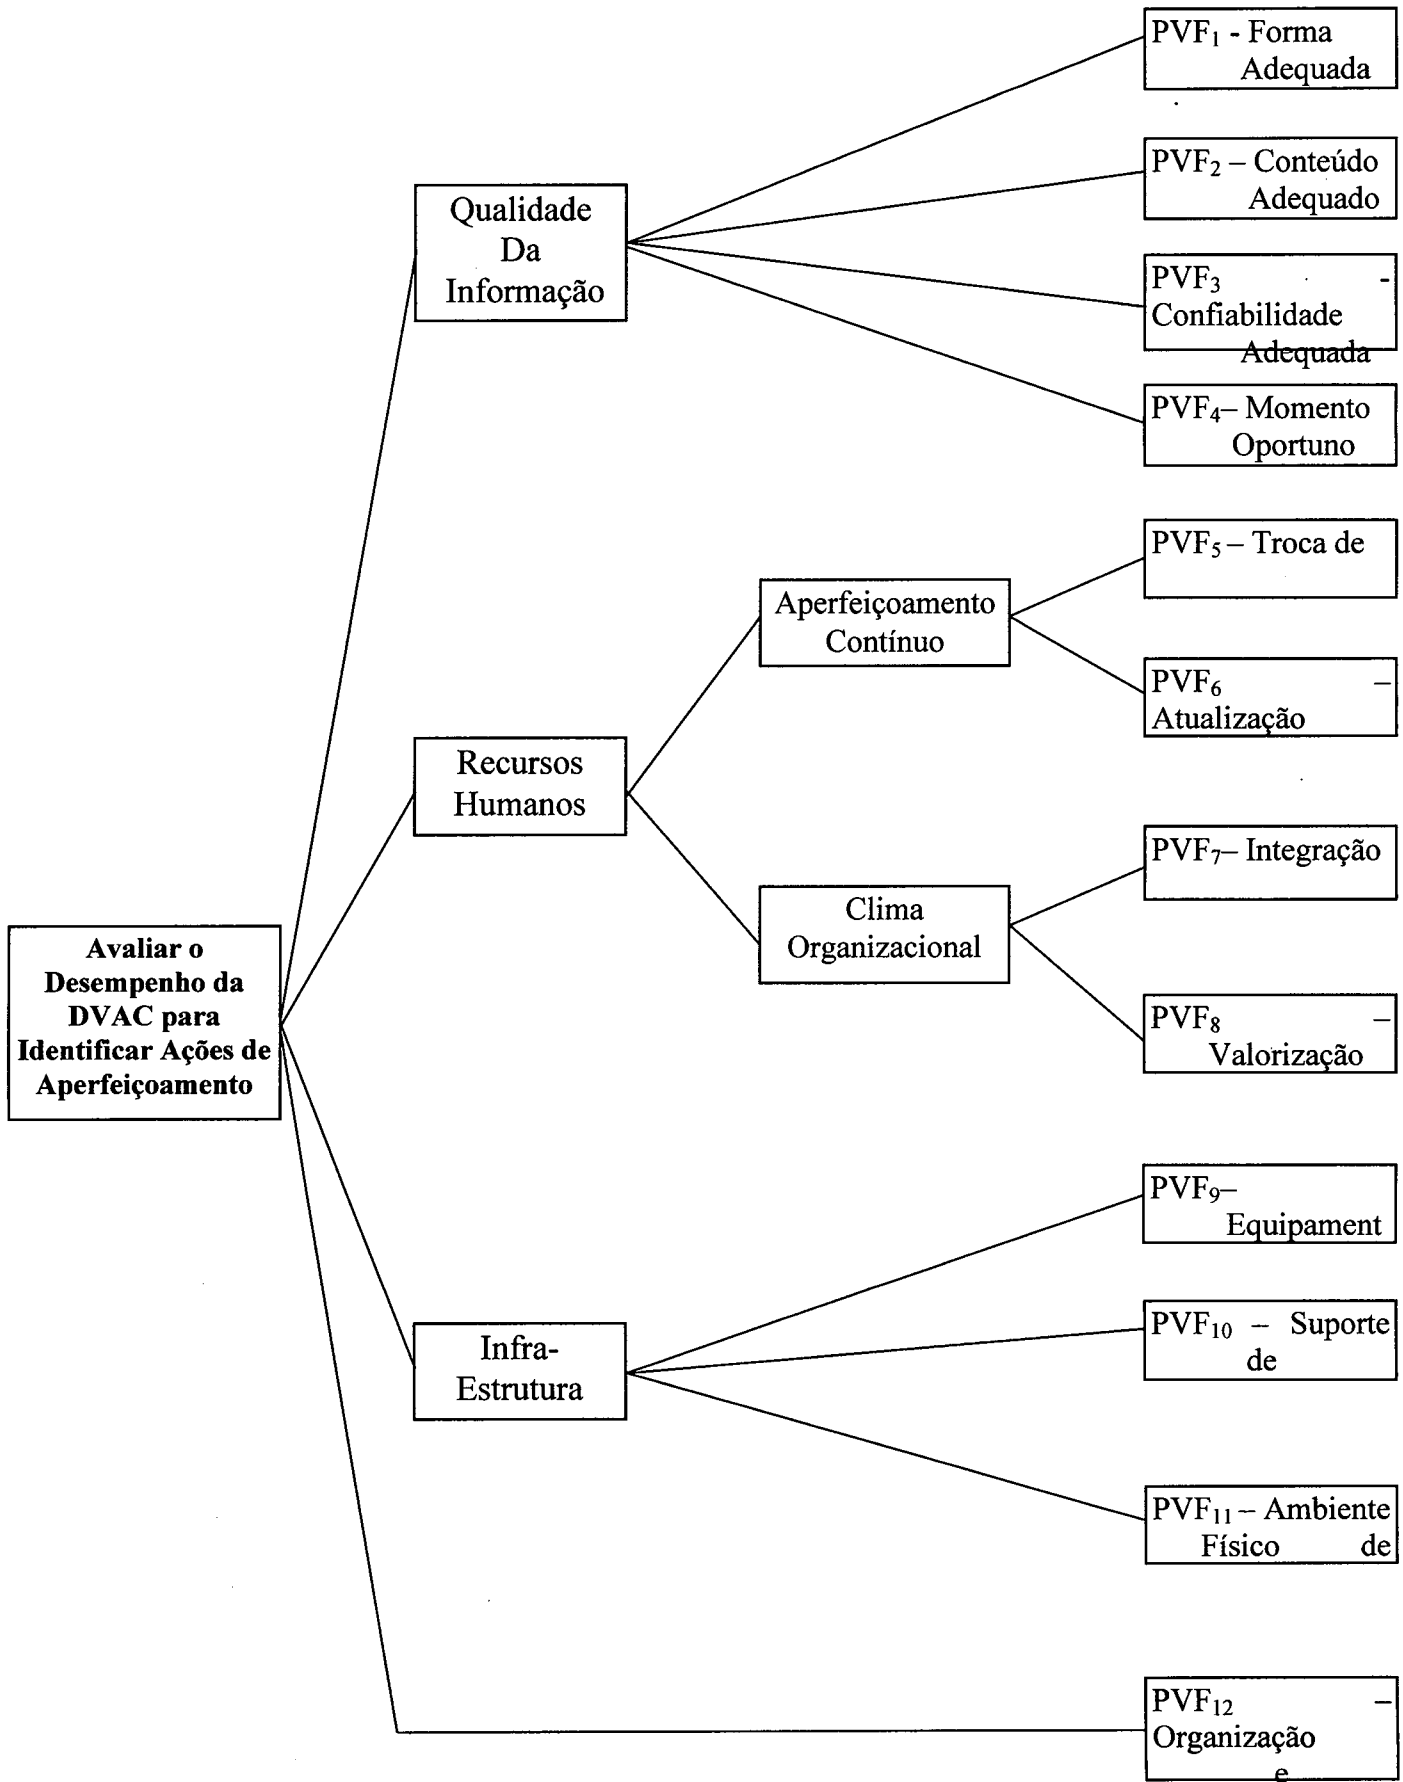 PVF₁ - Forma
Adequada
PVF₂ – Conteúdo
Adequado
Qualidade
Da
Informação
PVF₃ -
Confiabilidade
Adequada
PVF₄– Momento
Oportuno
PVF₅ – Troca de
Aperfeiçoamento
Contínuo
PVF₆ –
Atualização
Recursos
Humanos
PVF₇– Integração
Clima
Organizacional
Avaliar o
Desempenho da
DVAC para
Identificar Ações de
Aperfeiçoamento
PVF₈ –
Valorização
PVF₉–
Equipament
Infra-
Estrutura
PVF₁₀ – Suporte
de
PVF₁₁ – Ambiente
Físico de
PVF₁₂ –
Organização
e